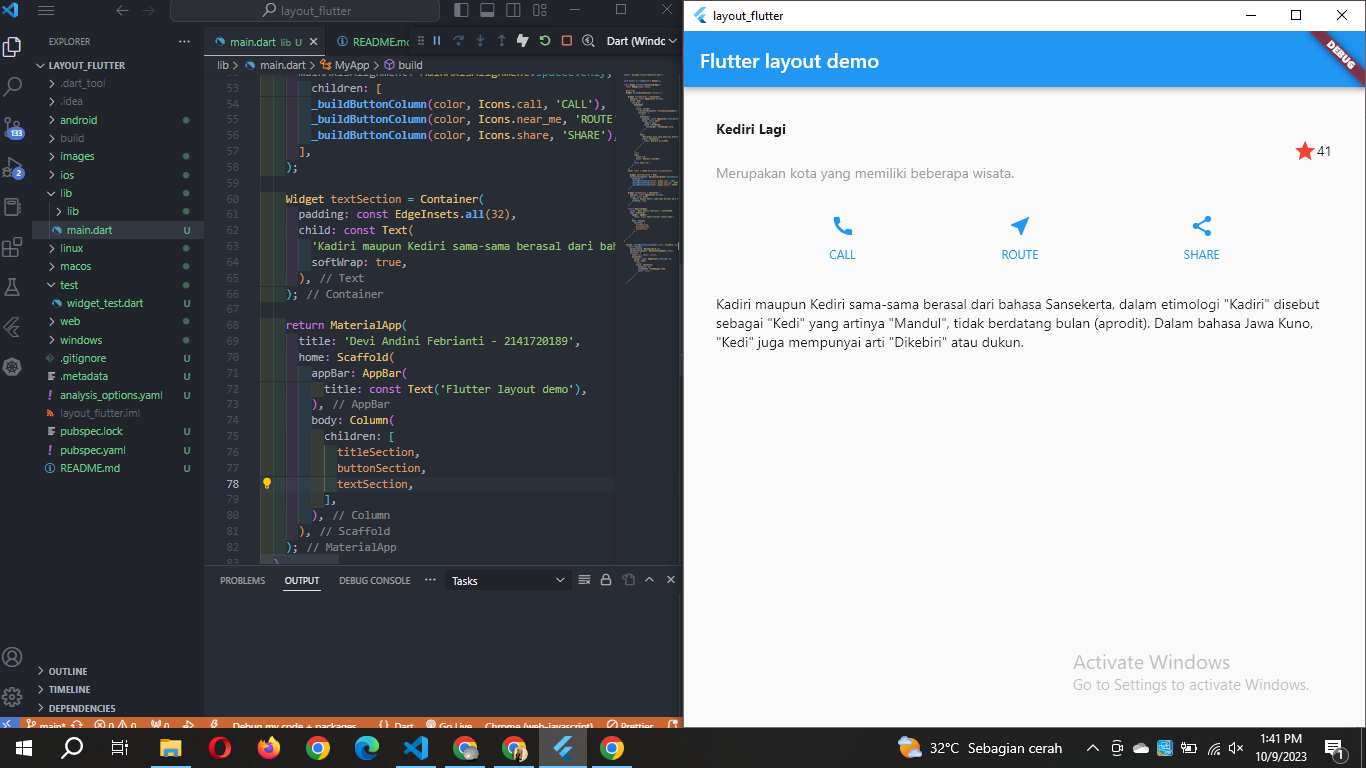 layout_flutter
EXPLORER
LAYOUT_FLUTTER
.dart_tool
.idea
android
build
images
ios
lib
lib
main.dart U
linux
macos
test
widget_test.dart U
web
windows
.gitignore U
.metadata U
analysis_options.yaml U
layout_flutter.iml
pubspec.lock U
pubspec.yaml U
README.md U
OUTLINE
TIMELINE
DEPENDENCIES
133
2
main.dart lib U
README.md
Dart (Windc
lib > main.dart > MyApp > build
53 children: [
54 _buildButtonColumn(color, Icons.call, 'CALL'),
55 _buildButtonColumn(color, Icons.near_me, 'ROUTE'
56 _buildButtonColumn(color, Icons.share, 'SHARE'),
57 ],
58 );
59
60 Widget textSection = Container(
61 padding: const EdgeInsets.all(32),
62 child: const Text(
63 'Kadiri maupun Kediri sama-sama berasal dari bah
64 softWrap: true,
65 ), // Text
66 ); // Container
67
68 return MaterialApp(
69 title: 'Devi Andini Febrianti - 2141720189',
70 home: Scaffold(
71 appBar: AppBar(
72 title: const Text('Flutter layout demo'),
73 ), // AppBar
74 body: Column(
75 children: [
76 titleSection,
77 buttonSection,
78 textSection,
79 ],
80 ), // Column
81 ), // Scaffold
82 ); // MaterialApp
83 }
PROBLEMS OUTPUT DEBUG CONSOLE ··· Tasks
main* 0 0 0 Debug my code + packages {} Dart Go Live Chrome (web-javascript) Prettier
layout_flutter
Flutter layout demo
DEBUG
Kediri Lagi
41
Merupakan kota yang memiliki beberapa wisata.
CALL ROUTE SHARE
Kadiri maupun Kediri sama-sama berasal dari bahasa Sansekerta, dalam etimologi "Kadiri" disebut
sebagai "Kedi" yang artinya "Mandul", tidak berdatang bulan (aprodit). Dalam bahasa Jawa Kuno,
"Kedi" juga mempunyai arti "Dikebiri" atau dukun.
Activate Windows
Go to Settings to activate Windows.
32°C Sebagian cerah
1:41 PM
10/9/2023
1